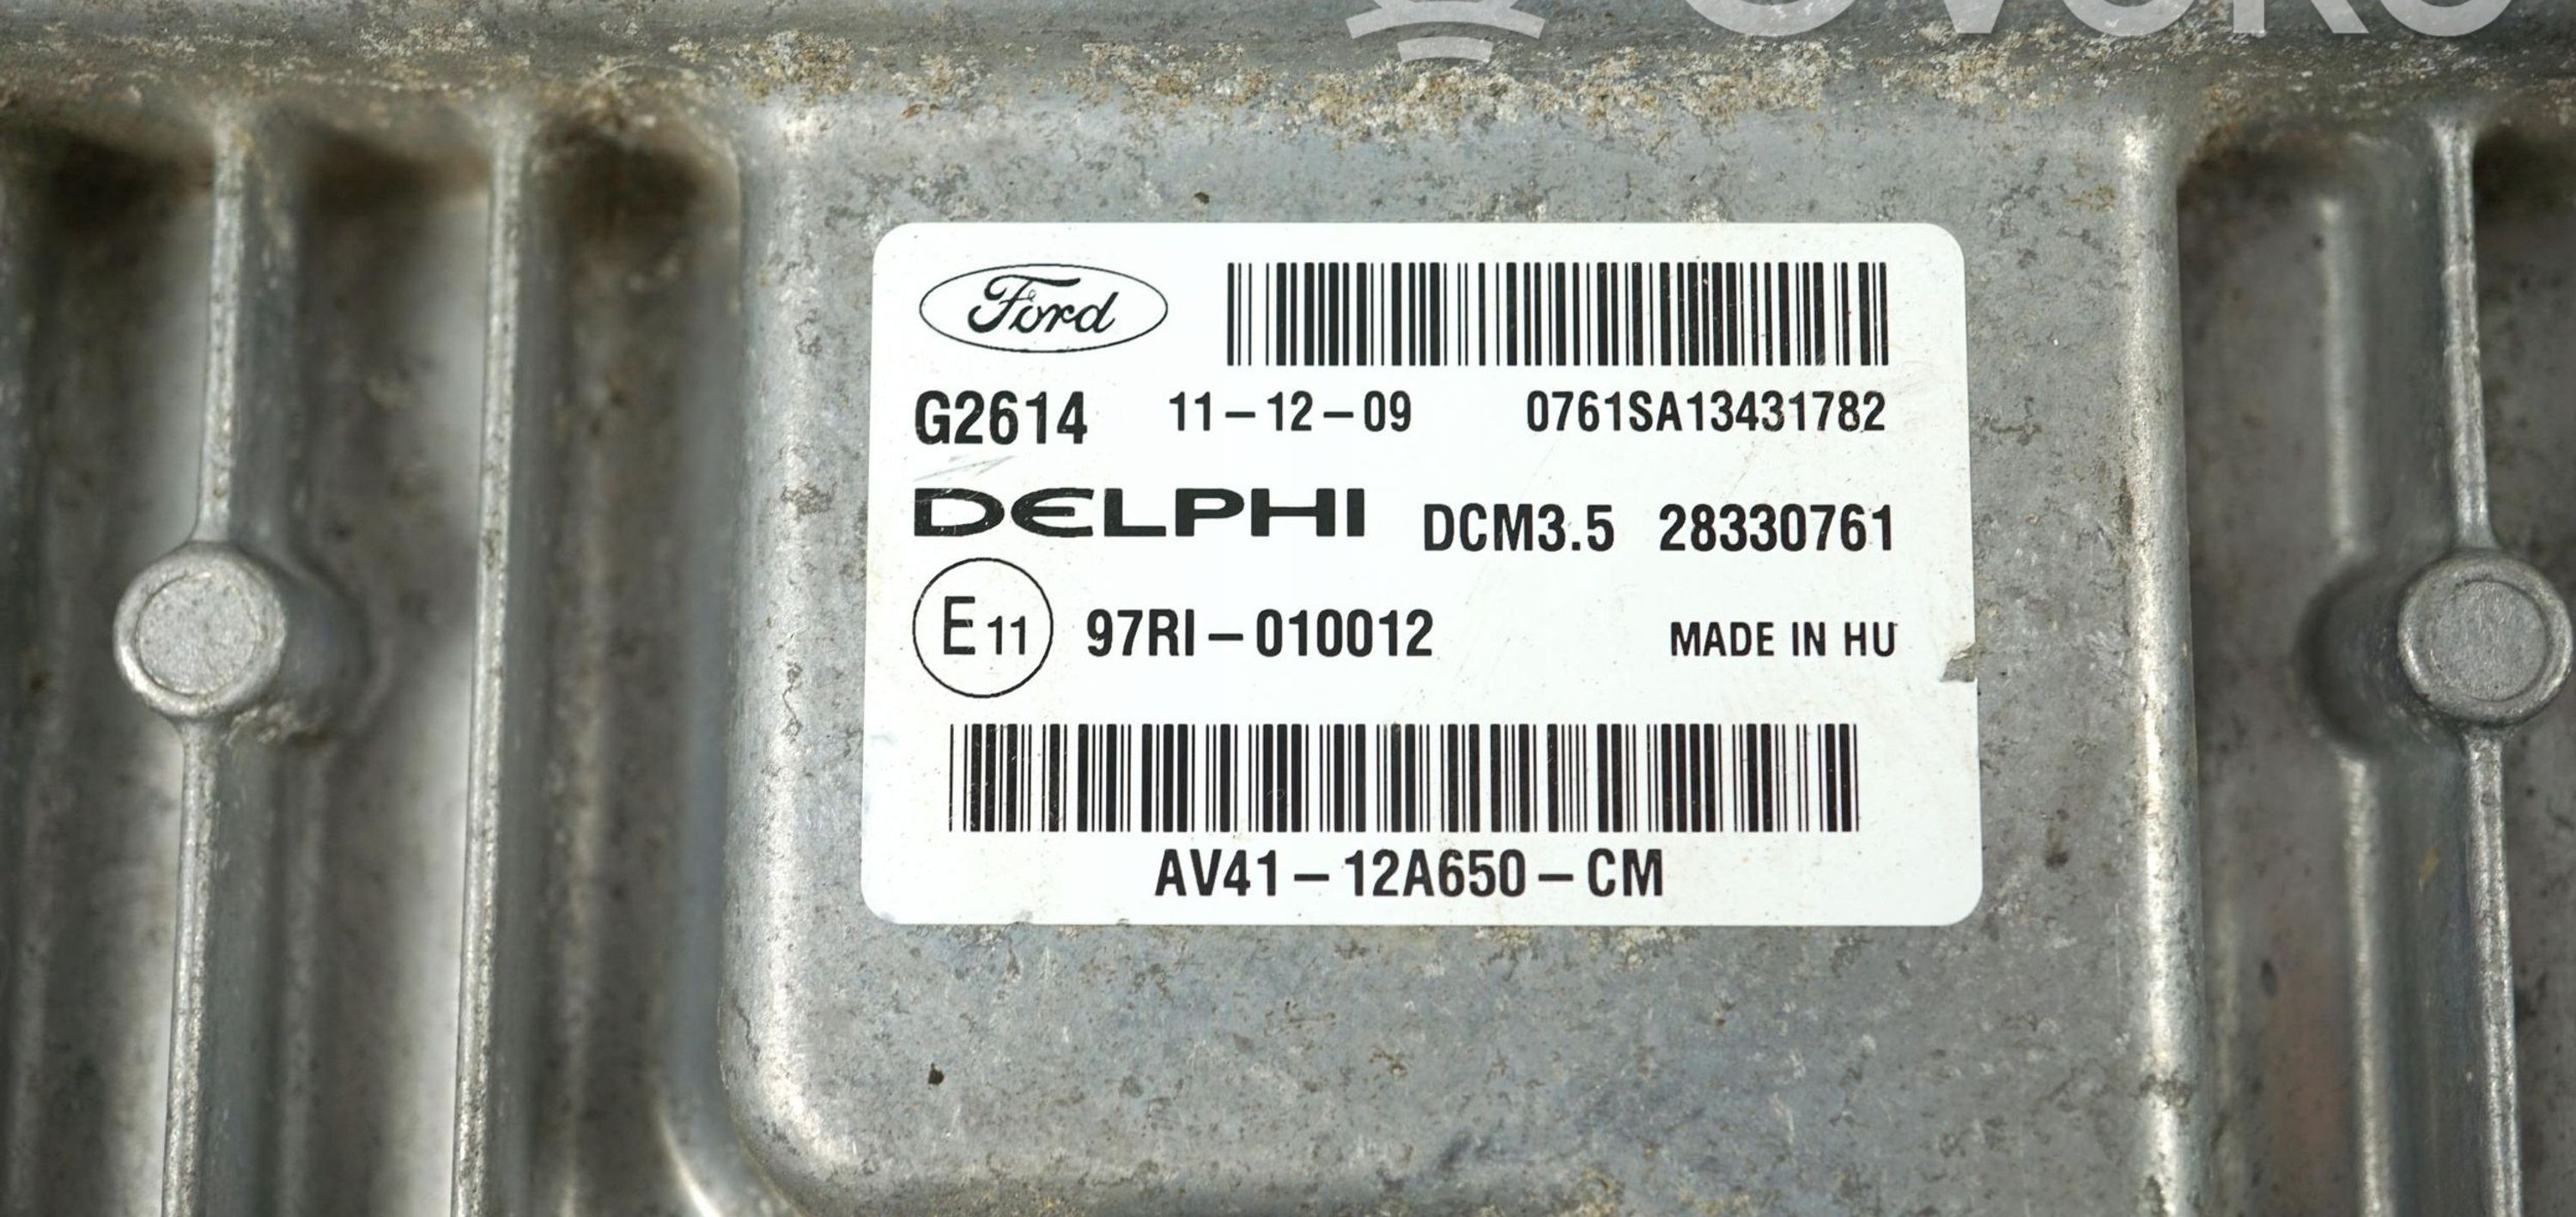 Ford
G2614 11-12-09 0761SA13431782
DELPHI DCM3.5 28330761
E11 97RI-010012 MADE IN HU
AV41-12A650-CM